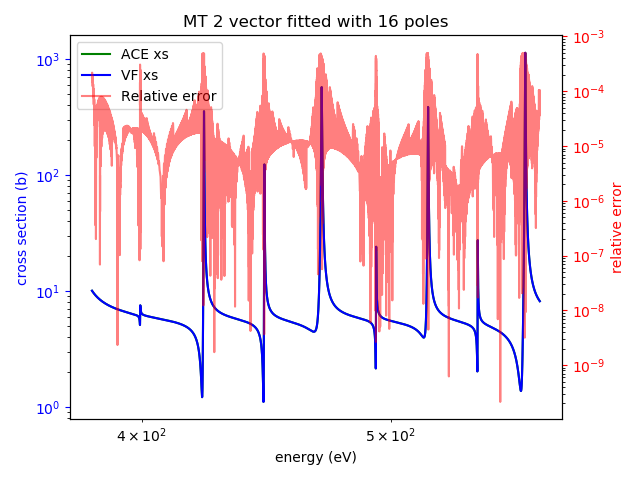 MT 2 vector fitted with 16 poles
ACE xs
VF xs
Relative error
cross section (b)
10³
10²
10¹
10⁰
10⁻³
10⁻⁴
10⁻⁵
10⁻⁶
10⁻⁷
10⁻⁸
10⁻⁹
relative error
4 × 10²
5 × 10²
energy (eV)